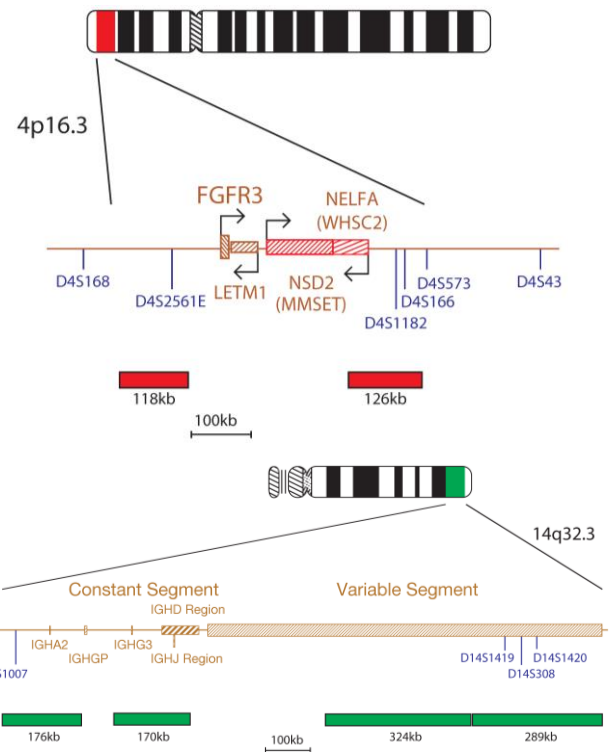 4p16.3
FGFR3
NELFA
(WHSC2)
D4S168
D4S2561E
LETM1
NSD2
(MMSET)
D4S1182
D4S166
D4S573
D4S43
118kb
126kb
100kb
14q32.3
Constant Segment
Variable Segment
IGHD Region
IGHA2
IGHGP
IGHG3
IGHJ Region
S1007
D14S1419
D14S308
D14S1420
176kb
170kb
100kb
324kb
289kb